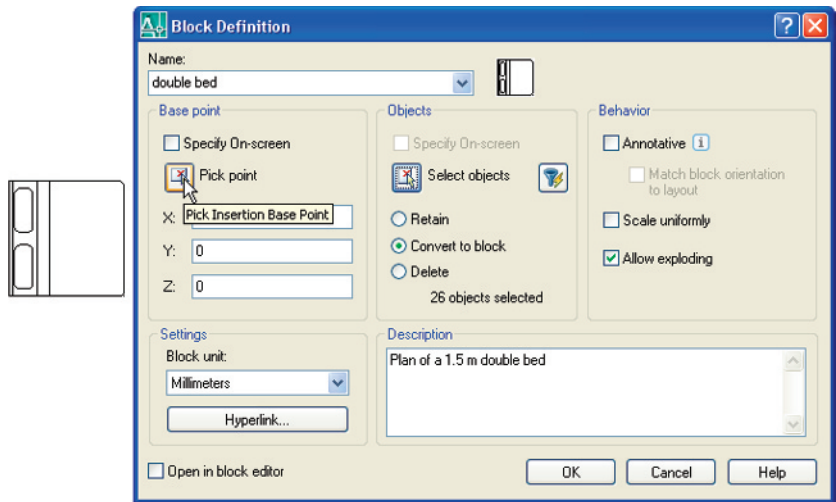 Block Definition
Name:
double bed
Base point
Specify On-screen
Pick point
Pick Insertion Base Point
X:
Y: 0
Z: 0
Objects
Specify On-screen
Select objects
Retain
Convert to block
Delete
26 objects selected
Behavior
Annotative i
Match block orientation
to layout
Scale uniformly
Allow exploding
Settings
Block unit:
Millimeters
Hyperlink...
Description
Plan of a 1.5 m double bed
Open in block editor
OK Cancel Help